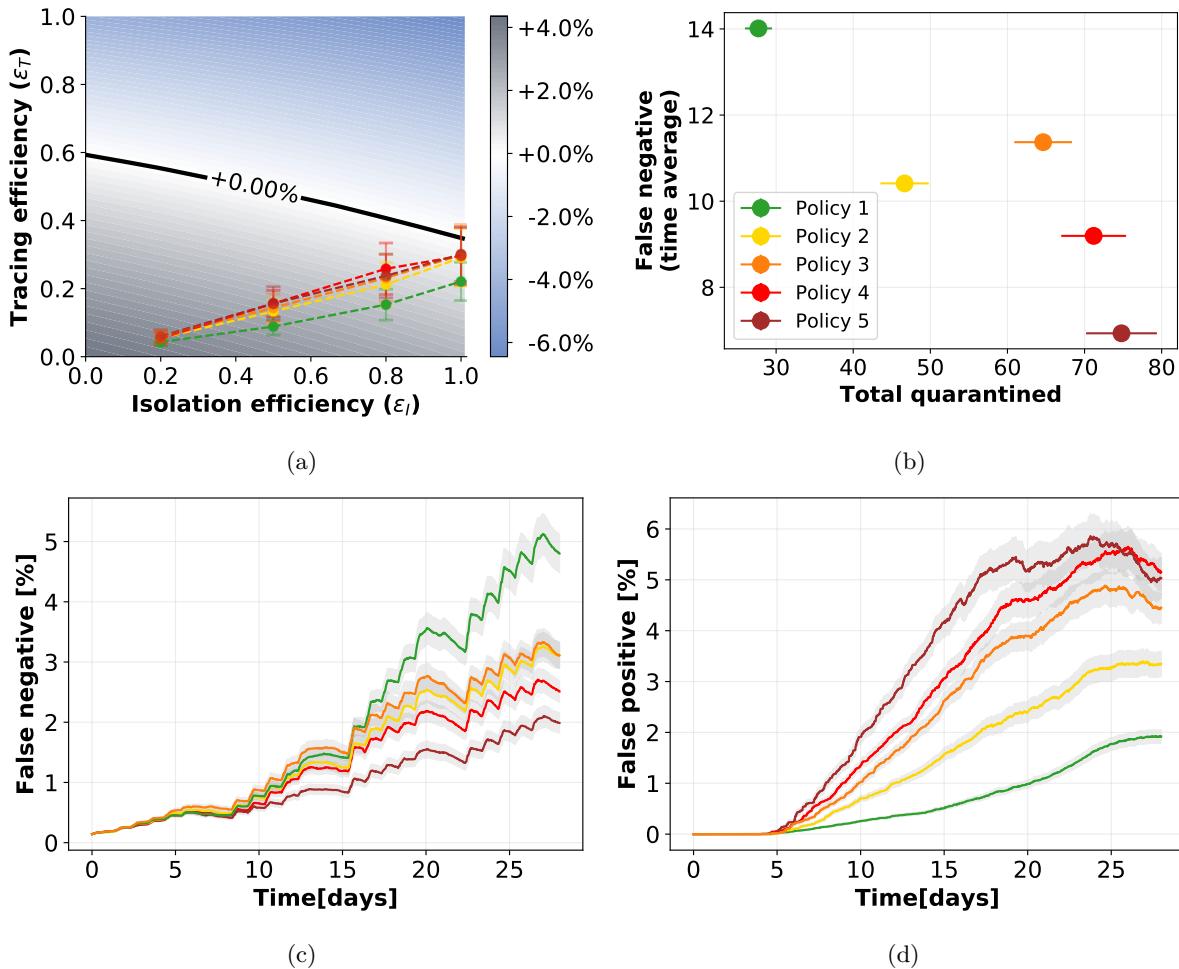 1.0
0.8
0.6
0.4
0.2
0.0
Tracing efficiency (εT)
+0.00%
0.0 0.2 0.4 0.6 0.8 1.0
Isolation efficiency (εI)
+4.0%
+2.0%
+0.0%
-2.0%
-4.0%
-6.0%
(a)
14
12
10
8
False negative
(time average)
Policy 1
Policy 2
Policy 3
Policy 4
Policy 5
30 40 50 60 70 80
Total quarantined
(b)
5
4
3
2
1
0
False negative [%]
0 5 10 15 20 25
Time[days]
(c)
6
5
4
3
2
1
0
False positive [%]
0 5 10 15 20 25
Time[days]
(d)